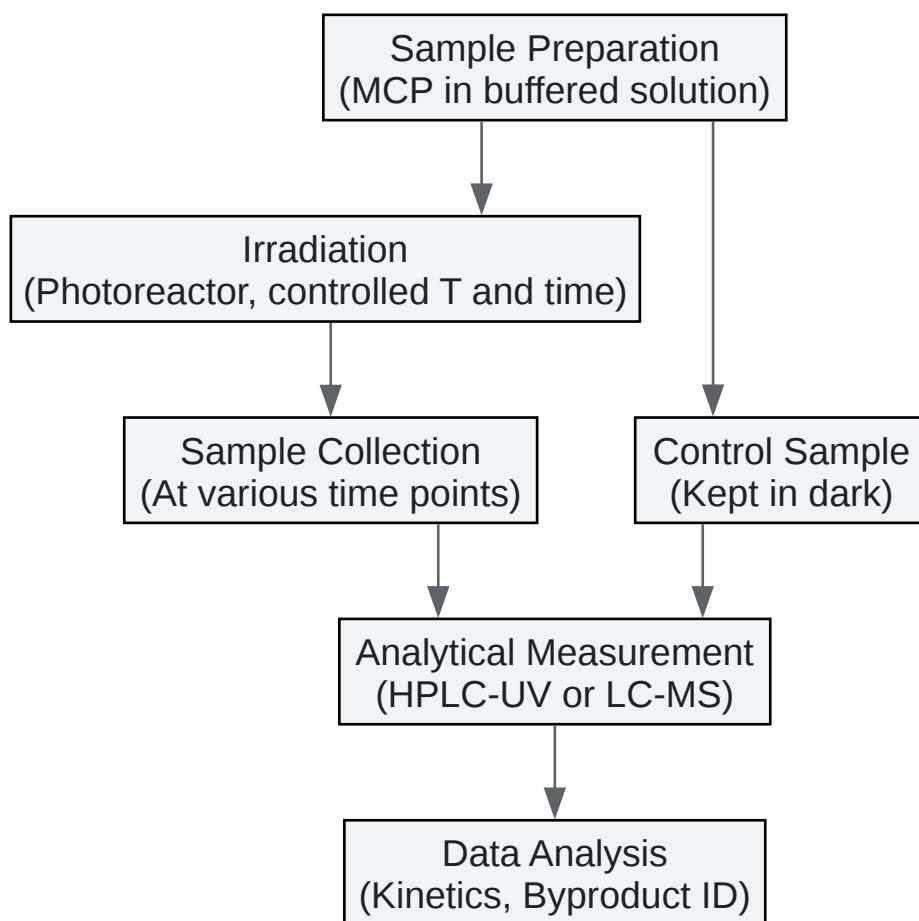 Sample Preparation
(MCP in buffered solution)
Irradiation
(Photoreactor, controlled T and time)
Sample Collection
(At various time points)
Control Sample
(Kept in dark)
Analytical Measurement
(HPLC-UV or LC-MS)
Data Analysis
(Kinetics, Byproduct ID)